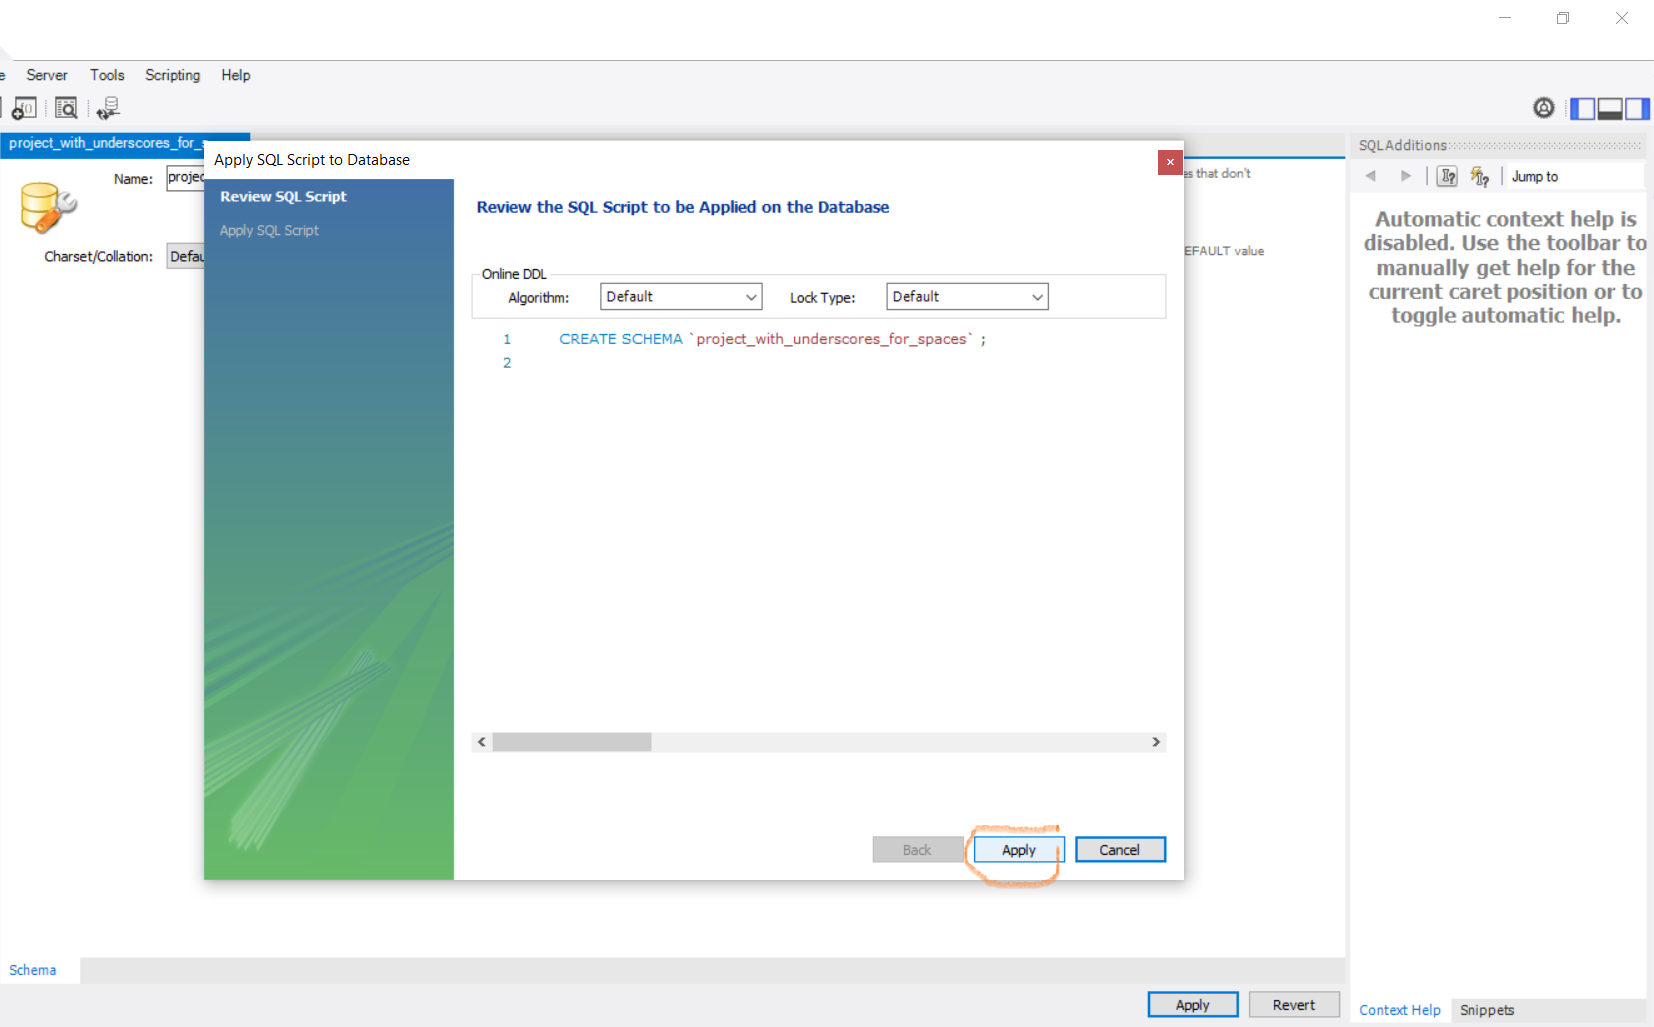 Server Tools Scripting Help
project_with_underscores_for_s
Name: projec
Charset/Collation: Defau
Apply SQL Script to Database
Review SQL Script
Apply SQL Script
Review the SQL Script to be Applied on the Database
Online DDL
Algorithm: Default Lock Type: Default
1 CREATE SCHEMA `project_with_underscores_for_spaces` ;
2
Back Apply Cancel
es that don't
EFAULT value
SQLAdditions
Jump to
Automatic context help is
disabled. Use the toolbar to
manually get help for the
current caret position or to
toggle automatic help.
Schema
Apply Revert
Context Help Snippets